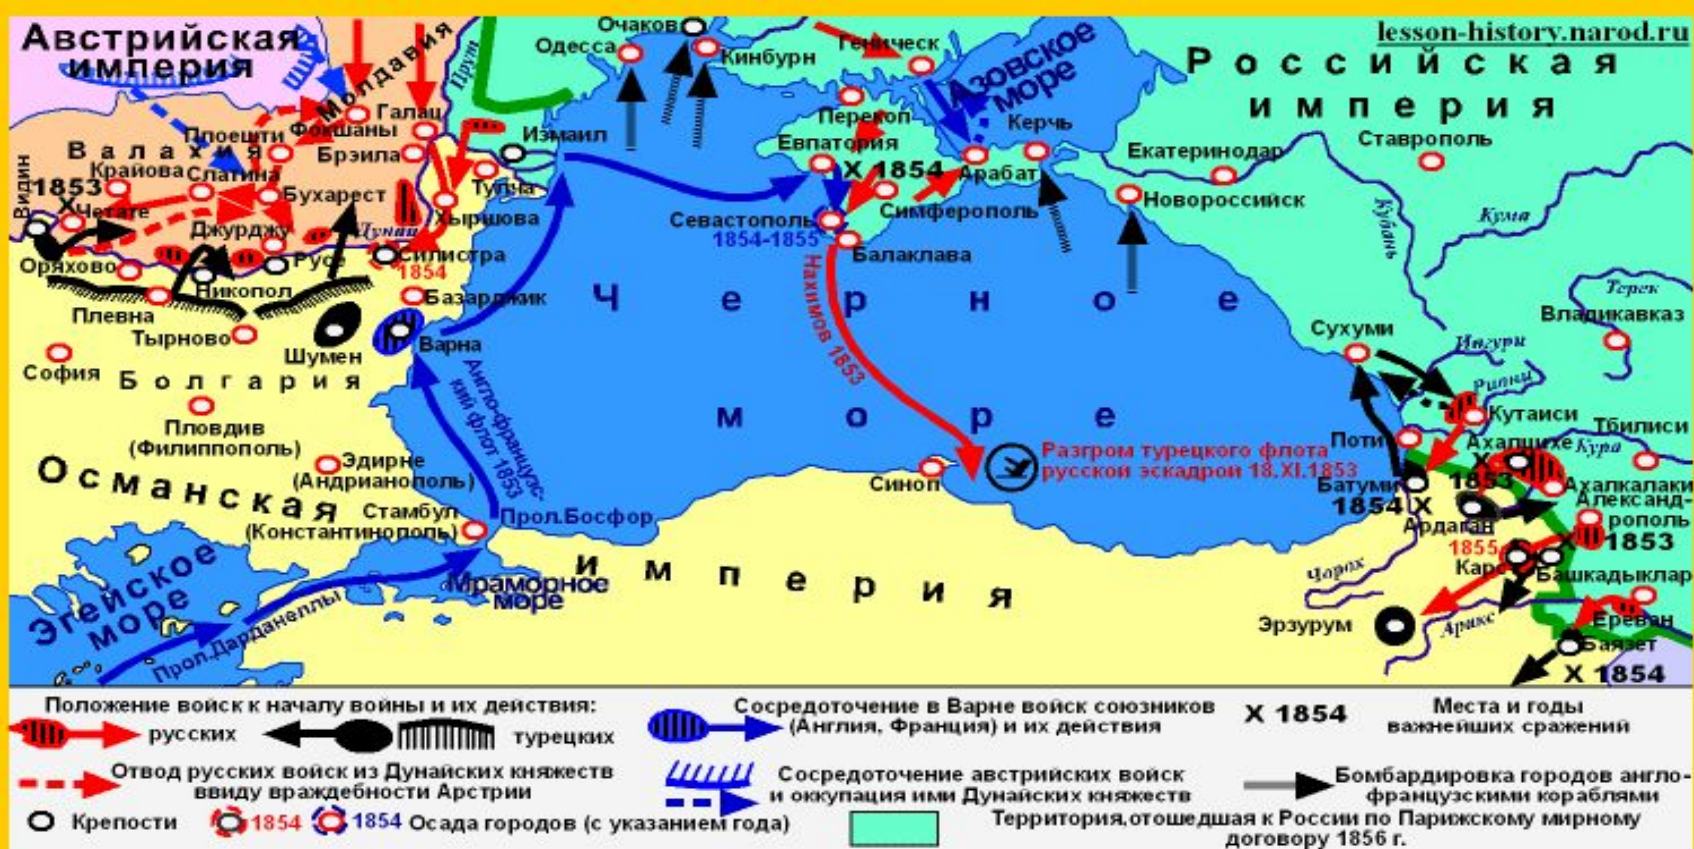 lesson-history.narod.ru
Австрийская
империя
Российская
империя
Молдавия
Прут
Очаков
Одесса
Кинбурн
Геническ
Азовское
море
Галац
Фокшаны
Плоешти
Валахия
Брэила
Измаил
Перекоп
Керчь
Евпатория
X 1854
Арабат
Екатеринодар
Ставрополь
Новороссийск
Кубань
Кума
Крайова
Слатина
Видин
1853
X
Четате
Бухарест
Тулча
Хыршова
Джурджу
Дунай
Севастополь
1854-1855
Симферополь
Балаклава
Оряхово
Русе
Силистра
1854
Никопол
Базарджик
Плевна
Тырново
Шумен
Варна
София
Болгария
Черное
море
Нахимов 1853
Терек
Владикавказ
Сухуми
Ингури
Риони
Кутаиси
Тбилиси
Поти
Ахалцихе
Кура
Пловдив
(Филиппополь)
Англо-французс-
кий флот 1853
Эдирне
(Андрианополь)
Османская
империя
Синоп
Разгром турецкого флота
русской эскадрой 18.XI.1853
X
1853
Батуми
1854 X
Ахалкалаки
Александ-
рополь
Ардаган
Стамбул
(Константинополь)
Прол.Босфор
X 1853
1855
Карс
Башкадыклар
Эгейское
море
Мраморное
море
Прол.Дарданеллы
Чорох
Эрзурум
Аракс
Ереван
Баязет
X 1854
Положение войск к началу войны и их действия:
русских
турецких
Сосредоточение в Варне войск союзников
(Англия, Франция) и их действия
X 1854
Места и годы
важнейших сражений
Отвод русских войск из Дунайских княжеств
ввиду враждебности Арстрии
Сосредоточение австрийских войск
и оккупация ими Дунайских княжеств
Бомбардировка городов англо-
французскими кораблями
Крепости
1854
1854 Осада городов (с указанием года)
Территория,отошедшая к России по Парижскому мирному
договору 1856 г.